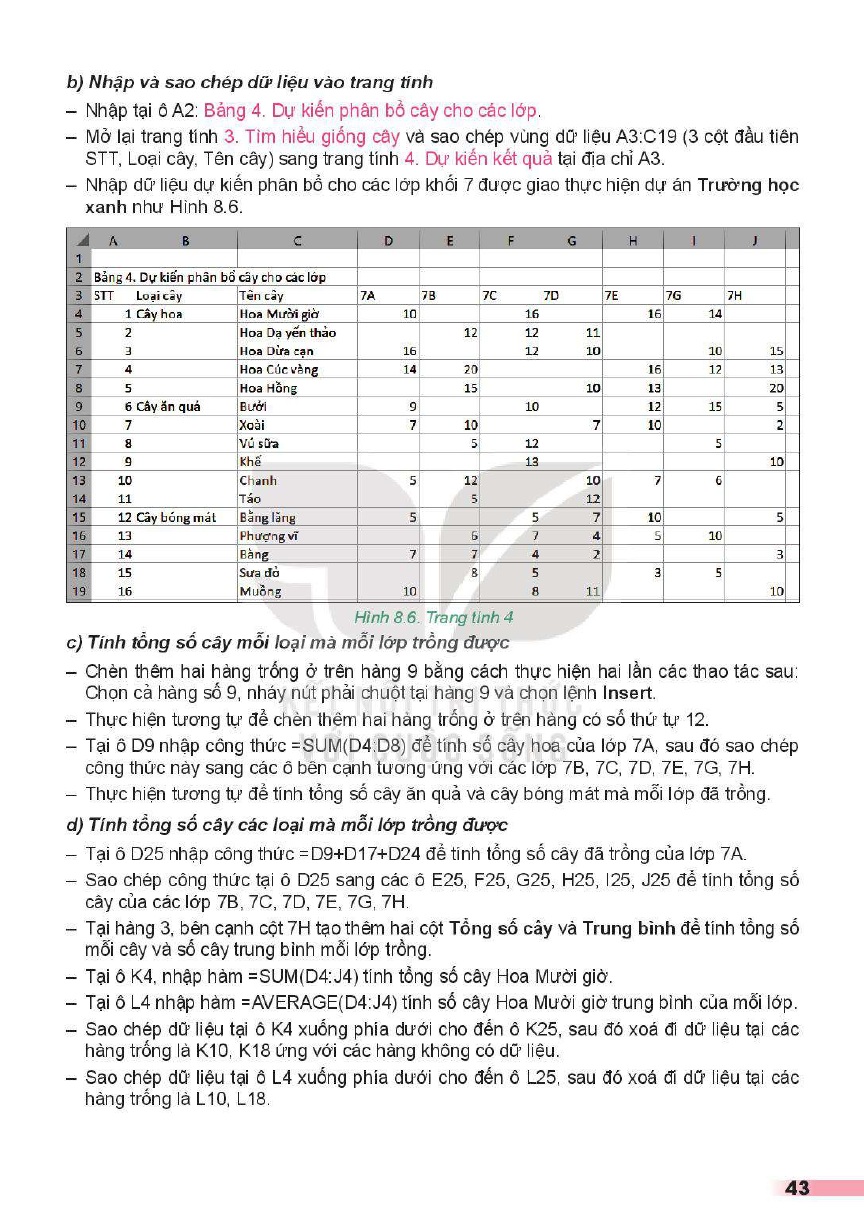 b) Nhập và sao chép dữ liệu vào trang tính
– Nhập tại ô A2: Bảng 4. Dự kiến phân bổ cây cho các lớp.
– Mở lại trang tính 3. Tìm hiểu giống cây và sao chép vùng dữ liệu A3:C19 (3 cột đầu tiên
STT, Loại cây, Tên cây) sang trang tính 4. Dự kiến kết quả tại địa chỉ A3.
– Nhập dữ liệu dự kiến phân bổ cho các lớp khối 7 được giao thực hiện dự án Trường học
xanh như Hình 8.6.
A B C D E F G H I J
1
2 Bảng 4. Dự kiến phân bổ cây cho các lớp
3 STT Loại cây Tên cây 7A 7B 7C 7D 7E 7G 7H
4 1 Cây hoa Hoa Mười giờ 10 16 16 14
5 2 Hoa Dạ yến thảo 12 12 11
6 3 Hoa Dừa cạn 16 12 10 10 15
7 4 Hoa Cúc vàng 14 20 16 12 13
8 5 Hoa Hồng 15 10 13 20
9 6 Cây ăn quả Bưởi 9 10 12 15 5
10 7 Xoài 7 10 7 10 2
11 8 Vú sữa 5 12 5
12 9 Khế 13 10
13 10 Chanh 5 12 10 7 6
14 11 Táo 5 12
15 12 Cây bóng mát Bằng lăng 5 5 7 10 5
16 13 Phượng vĩ 6 7 4 5 10
17 14 Bàng 7 7 4 2 3
18 15 Sưa đỏ 8 5 3 5
19 16 Muồng 10 8 11 10
Hình 8.6. Trang tính 4
c) Tính tổng số cây mỗi loại mà mỗi lớp trồng được
– Chèn thêm hai hàng trống ở trên hàng 9 bằng cách thực hiện hai lần các thao tác sau:
Chọn cả hàng số 9, nháy nút phải chuột tại hàng 9 và chọn lệnh Insert.
– Thực hiện tương tự để chèn thêm hai hàng trống ở trên hàng có số thứ tự 12.
– Tại ô D9 nhập công thức =SUM(D4:D8) để tính số cây hoa của lớp 7A, sau đó sao chép
công thức này sang các ô bên cạnh tương ứng với các lớp 7B, 7C, 7D, 7E, 7G, 7H.
– Thực hiện tương tự để tính tổng số cây ăn quả và cây bóng mát mà mỗi lớp đã trồng.
KẾT NỐI TRI THỨC
VỚI CUỘC SỐNG
d) Tính tổng số cây các loại mà mỗi lớp trồng được
– Tại ô D25 nhập công thức =D9+D17+D24 để tính tổng số cây đã trồng của lớp 7A.
– Sao chép công thức tại ô D25 sang các ô E25, F25, G25, H25, I25, J25 để tính tổng số
cây của các lớp 7B, 7C, 7D, 7E, 7G, 7H.
– Tại hàng 3, bên cạnh cột 7H tạo thêm hai cột Tổng số cây và Trung bình để tính tổng số
mỗi cây và số cây trung bình mỗi lớp trồng.
– Tại ô K4, nhập hàm =SUM(D4:J4) tính tổng số cây Hoa Mười giờ.
– Tại ô L4 nhập hàm =AVERAGE(D4:J4) tính số cây Hoa Mười giờ trung bình của mỗi lớp.
– Sao chép dữ liệu tại ô K4 xuống phía dưới cho đến ô K25, sau đó xoá đi dữ liệu tại các
hàng trống là K10, K18 ứng với các hàng không có dữ liệu.
– Sao chép dữ liệu tại ô L4 xuống phía dưới cho đến ô L25, sau đó xoá đi dữ liệu tại các
hàng trống là L10, L18.
43